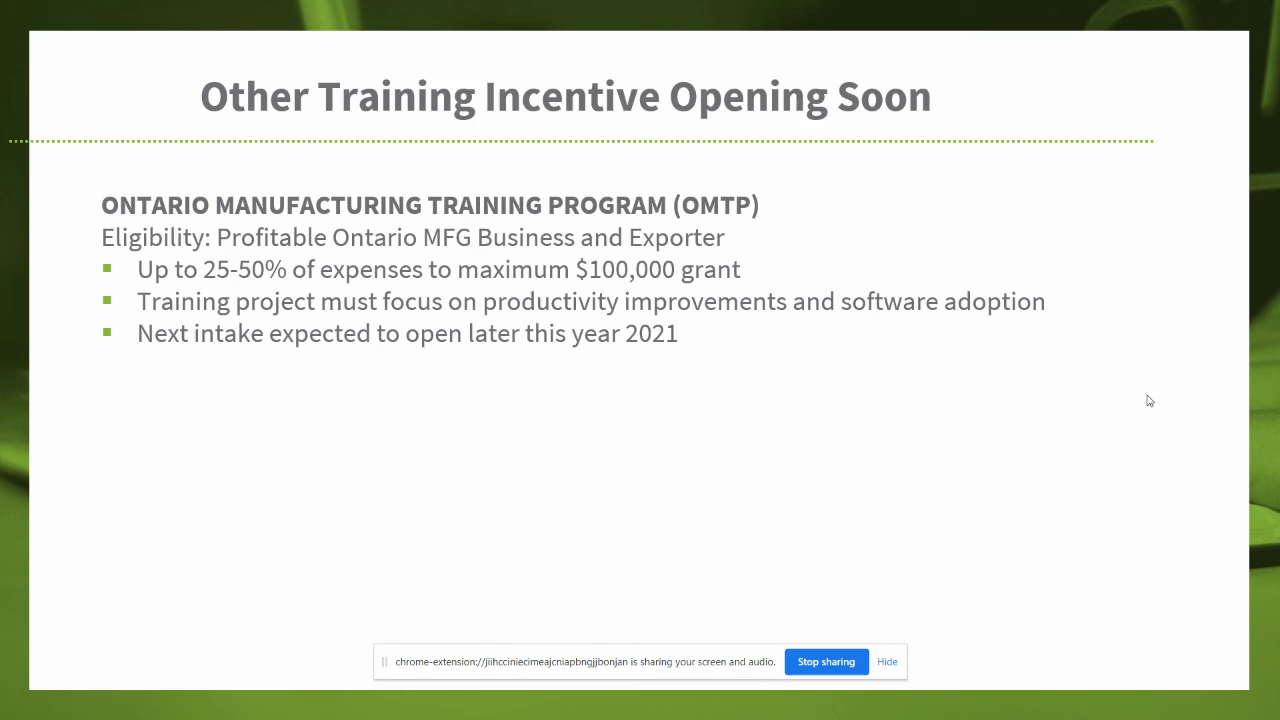 Other Training Incentive Opening Soon
ONTARIO MANUFACTURING TRAINING PROGRAM (OMTP)
Eligibility: Profitable Ontario MFG Business and Exporter
Up to 25-50% of expenses to maximum $100,000 grant
Training project must focus on productivity improvements and software adoption
Next intake expected to open later this year 2021
chrome-extension://jiihcciniecimeajcniapbngjjbonjan is sharing your screen and audio. Stop sharing Hide